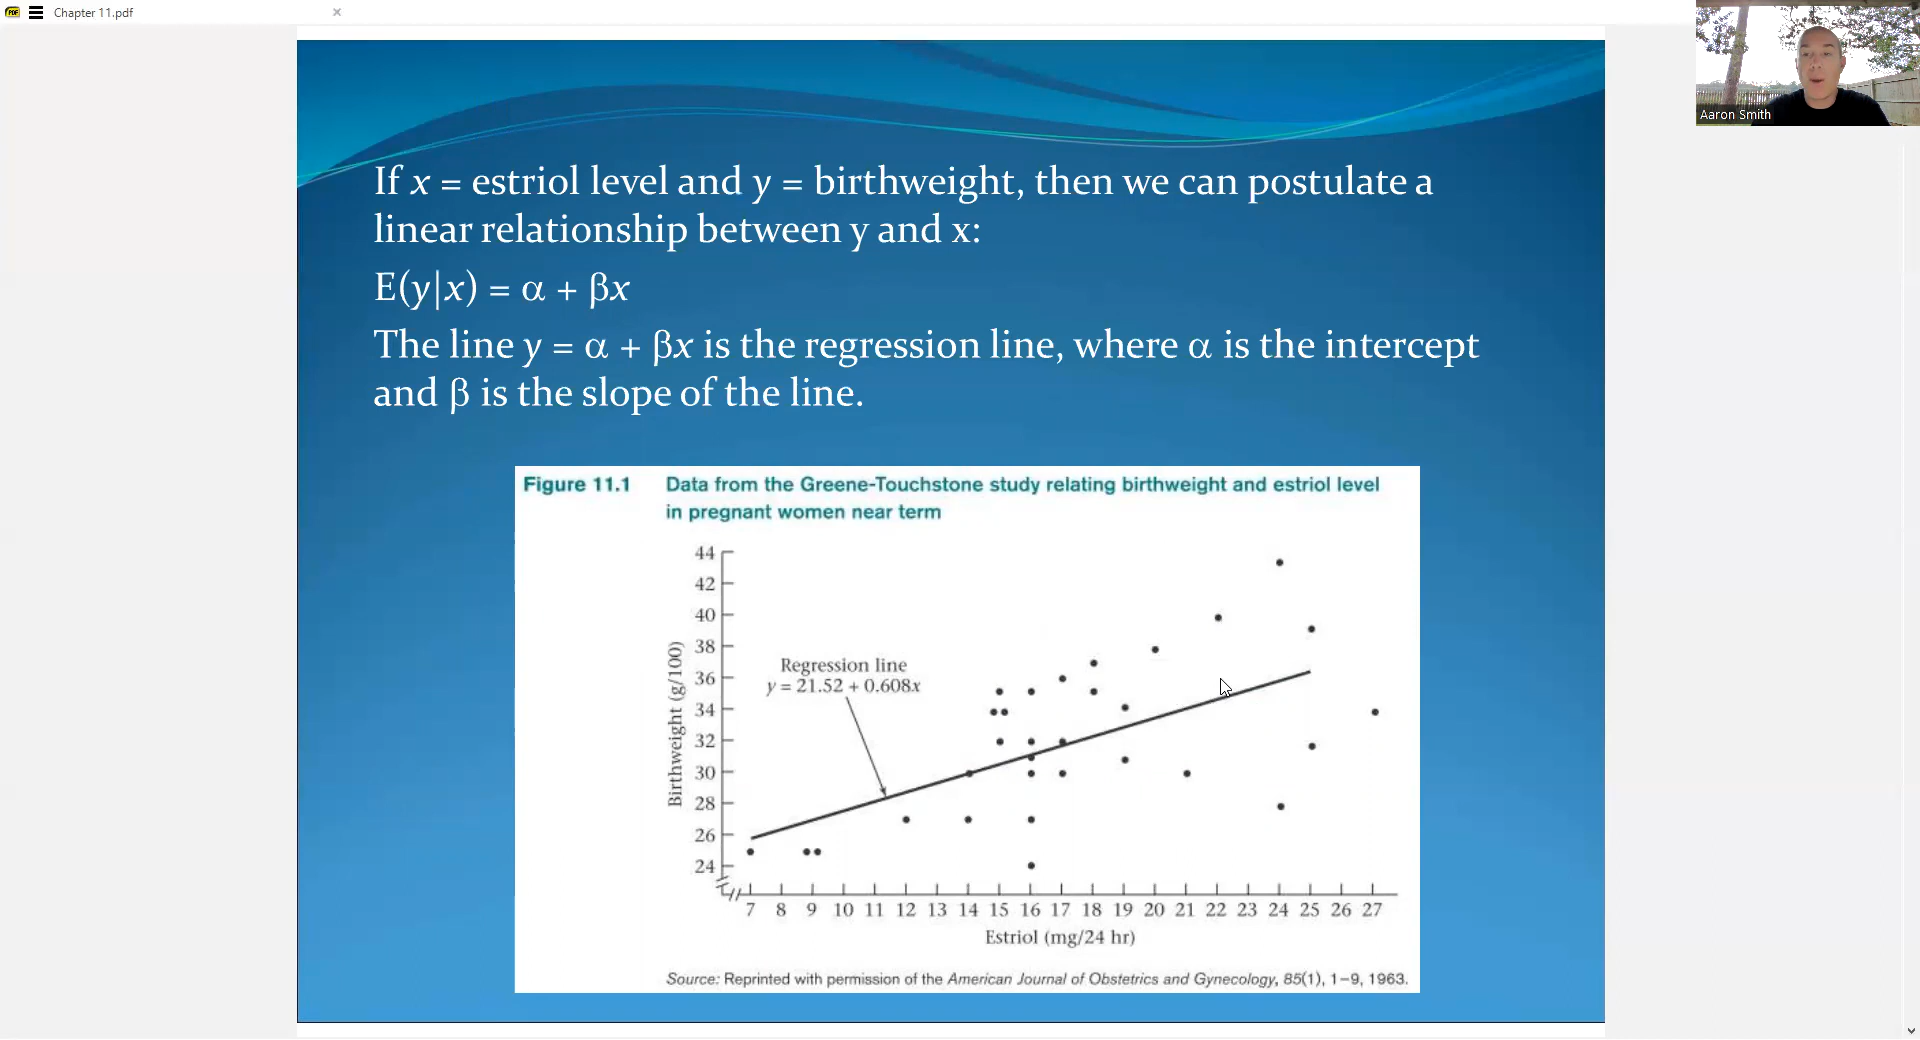 PDF
Chapter 11.pdf
×
Aaron Smith
If x = estriol level and y = birthweight, then we can postulate a
linear relationship between y and x:
E(y|x) = α + βx
The line y = α + βx is the regression line, where α is the intercept
and β is the slope of the line.
Figure 11.1
Data from the Greene-Touchstone study relating birthweight and estriol level
in pregnant women near term
44
42
40
38
36
34
32
30
28
26
24
Birthweight (g/100)
Regression line
y = 21.52 + 0.608x
7 8 9 10 11 12 13 14 15 16 17 18 19 20 21 22 23 24 25 26 27
Estriol (mg/24 hr)
Source: Reprinted with permission of the American Journal of Obstetrics and Gynecology, 85(1), 1–9, 1963.